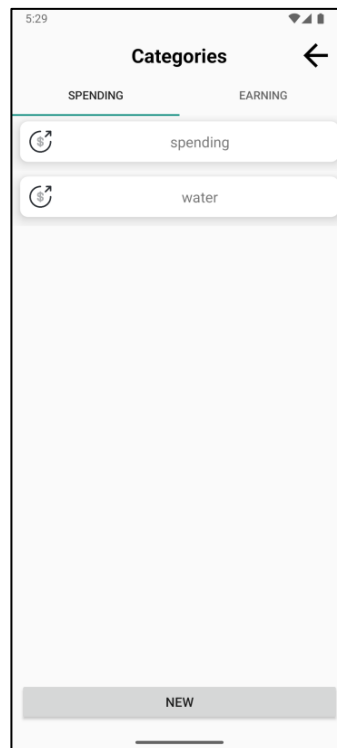 5:29
Categories
SPENDING EARNING
$ spending
$ water
NEW